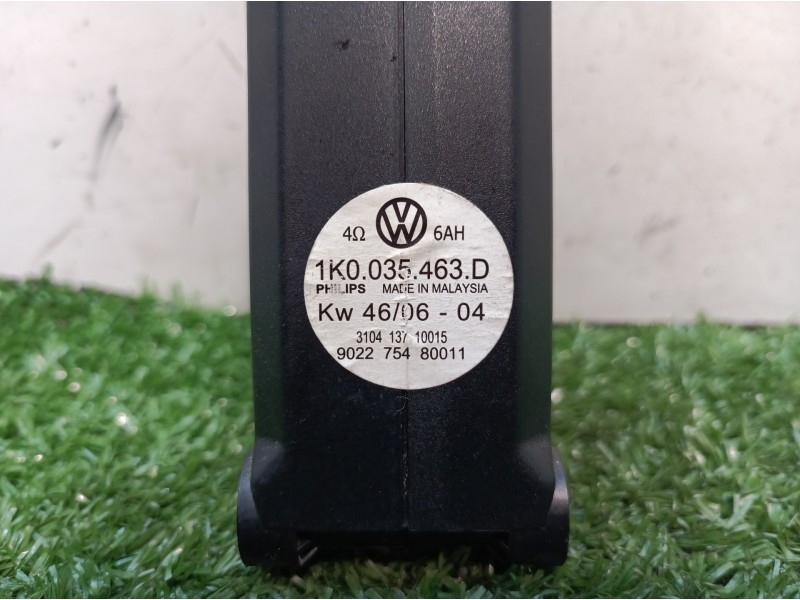 4Ω VW 6AH
1K0.035.463.D
PHILIPS MADE IN MALAYSIA
Kw 46/06 - 04
3104 137 10015
9022 754 80011